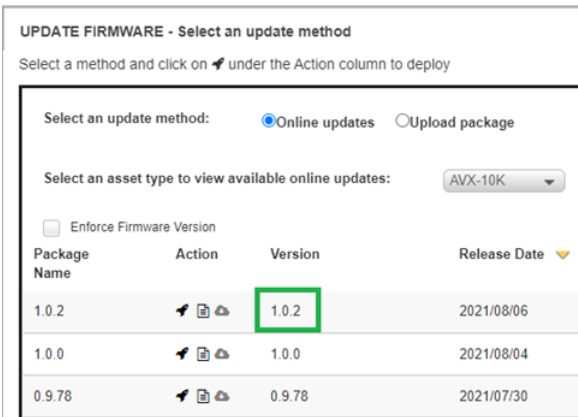 UPDATE FIRMWARE - Select an update method
Select a method and click on under the Action column to deploy
Select an update method: Online updates Upload package
Select an asset type to view available online updates: AVX-10K
Enforce Firmware Version
Package Name Action Version Release Date
1.0.2 1.0.2 2021/08/06
1.0.0 1.0.0 2021/08/04
0.9.78 0.9.78 2021/07/30